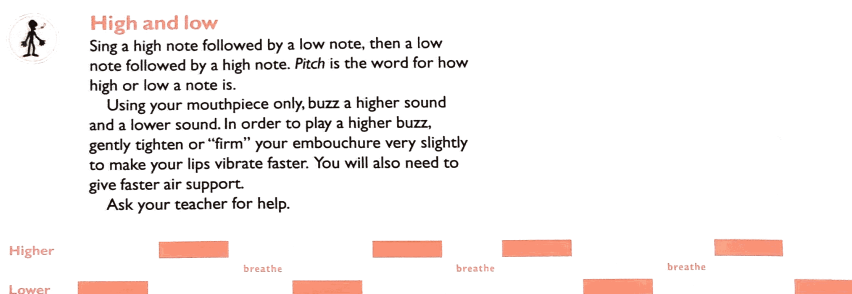 High and low
Sing a high note followed by a low note, then a low
note followed by a high note. Pitch is the word for how
high or low a note is.
Using your mouthpiece only, buzz a higher sound
and a lower sound. In order to play a higher buzz,
gently tighten or “firm” your embouchure very slightly
to make your lips vibrate faster. You will also need to
give faster air support.
Ask your teacher for help.
Higher
breathe breathe breathe
Lower